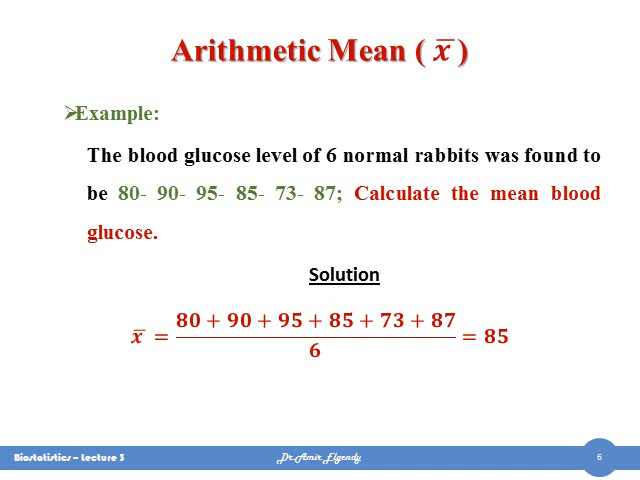 Arithmetic Mean ( x̅ )
➢Example:
The blood glucose level of 6 normal rabbits was found to
be 80- 90- 95- 85- 73- 87; Calculate the mean blood
glucose.
Solution
x̅ = (80 + 90 + 95 + 85 + 73 + 87) / 6 = 85
Biostatistics – Lecture 3 Dr.Amir Elgendy 6